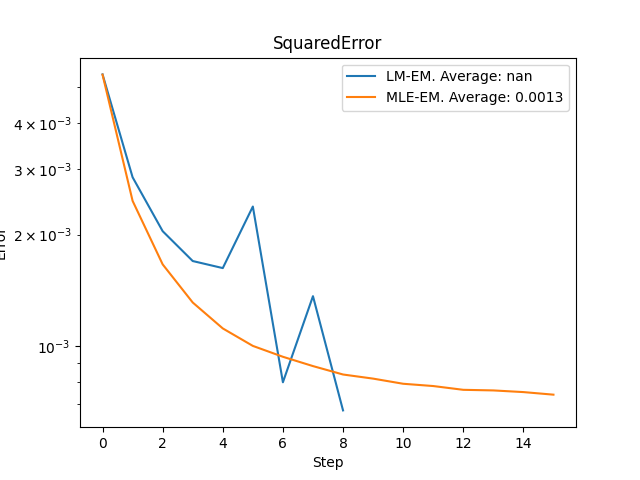 SquaredError
LM-EM. Average: nan
MLE-EM. Average: 0.0013
4 × 10⁻³
3 × 10⁻³
2 × 10⁻³
10⁻³
Error
0 2 4 6 8 10 12 14
Step